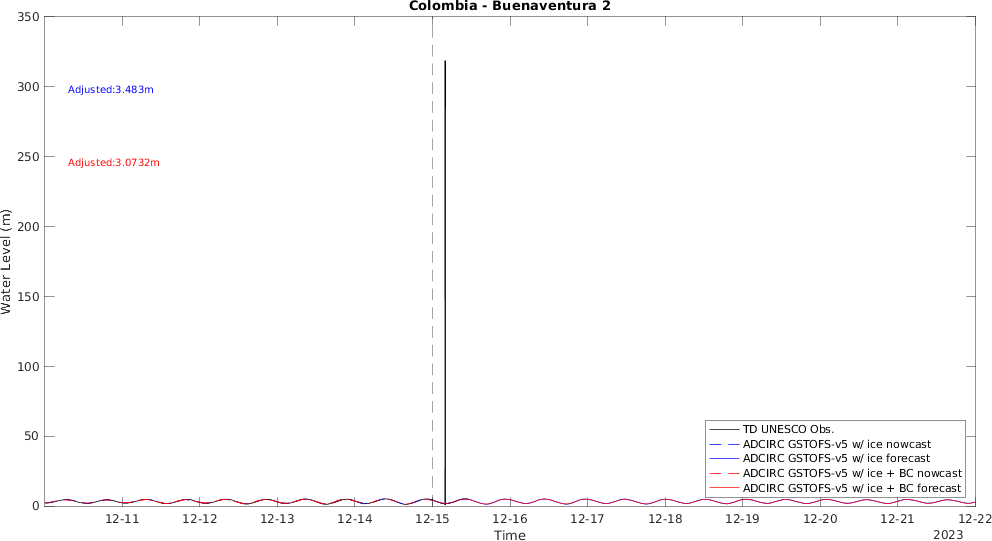 Colombia - Buenaventura 2
350
300
250
200
150
100
50
0
Water Level (m)
Adjusted:3.483m
Adjusted:3.0732m
TD UNESCO Obs.
ADCIRC GSTOFS-v5 w/ ice nowcast
ADCIRC GSTOFS-v5 w/ ice forecast
ADCIRC GSTOFS-v5 w/ ice + BC nowcast
ADCIRC GSTOFS-v5 w/ ice + BC forecast
12-11 12-12 12-13 12-14 12-15 12-16 12-17 12-18 12-19 12-20 12-21 12-22
Time
2023